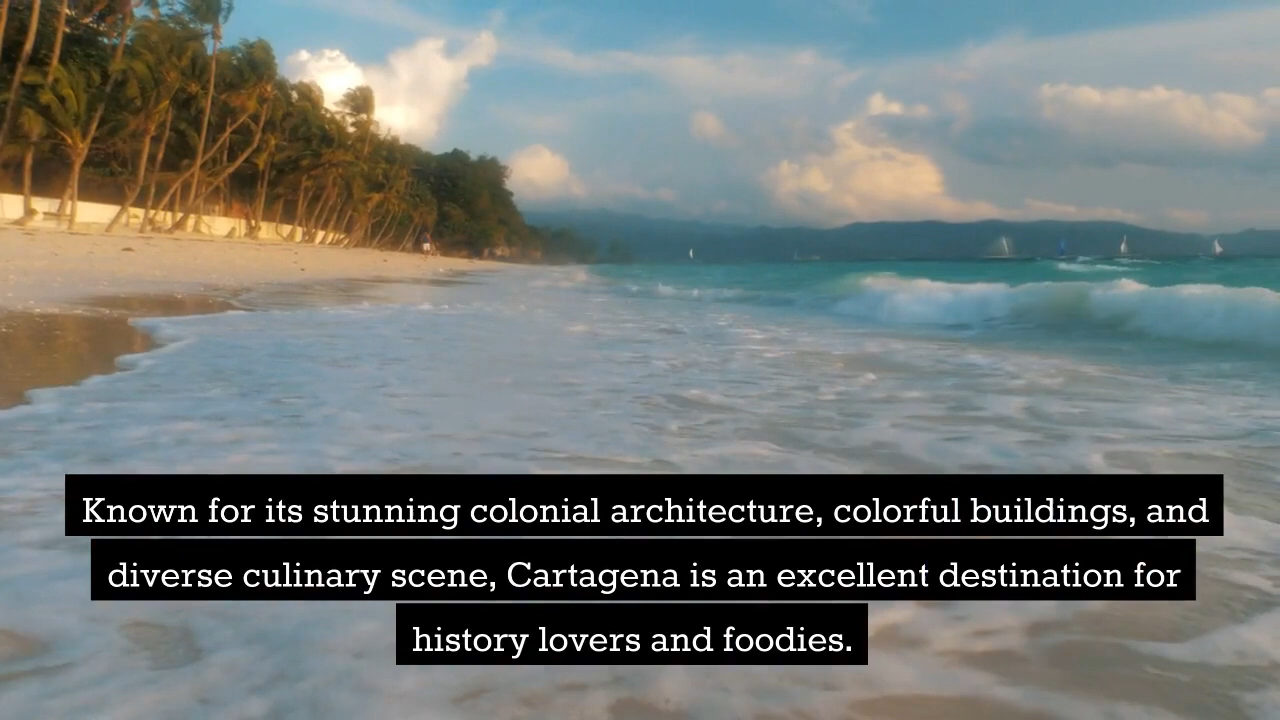 Known for its stunning colonial architecture, colorful buildings, and
diverse culinary scene, Cartagena is an excellent destination for
history lovers and foodies.